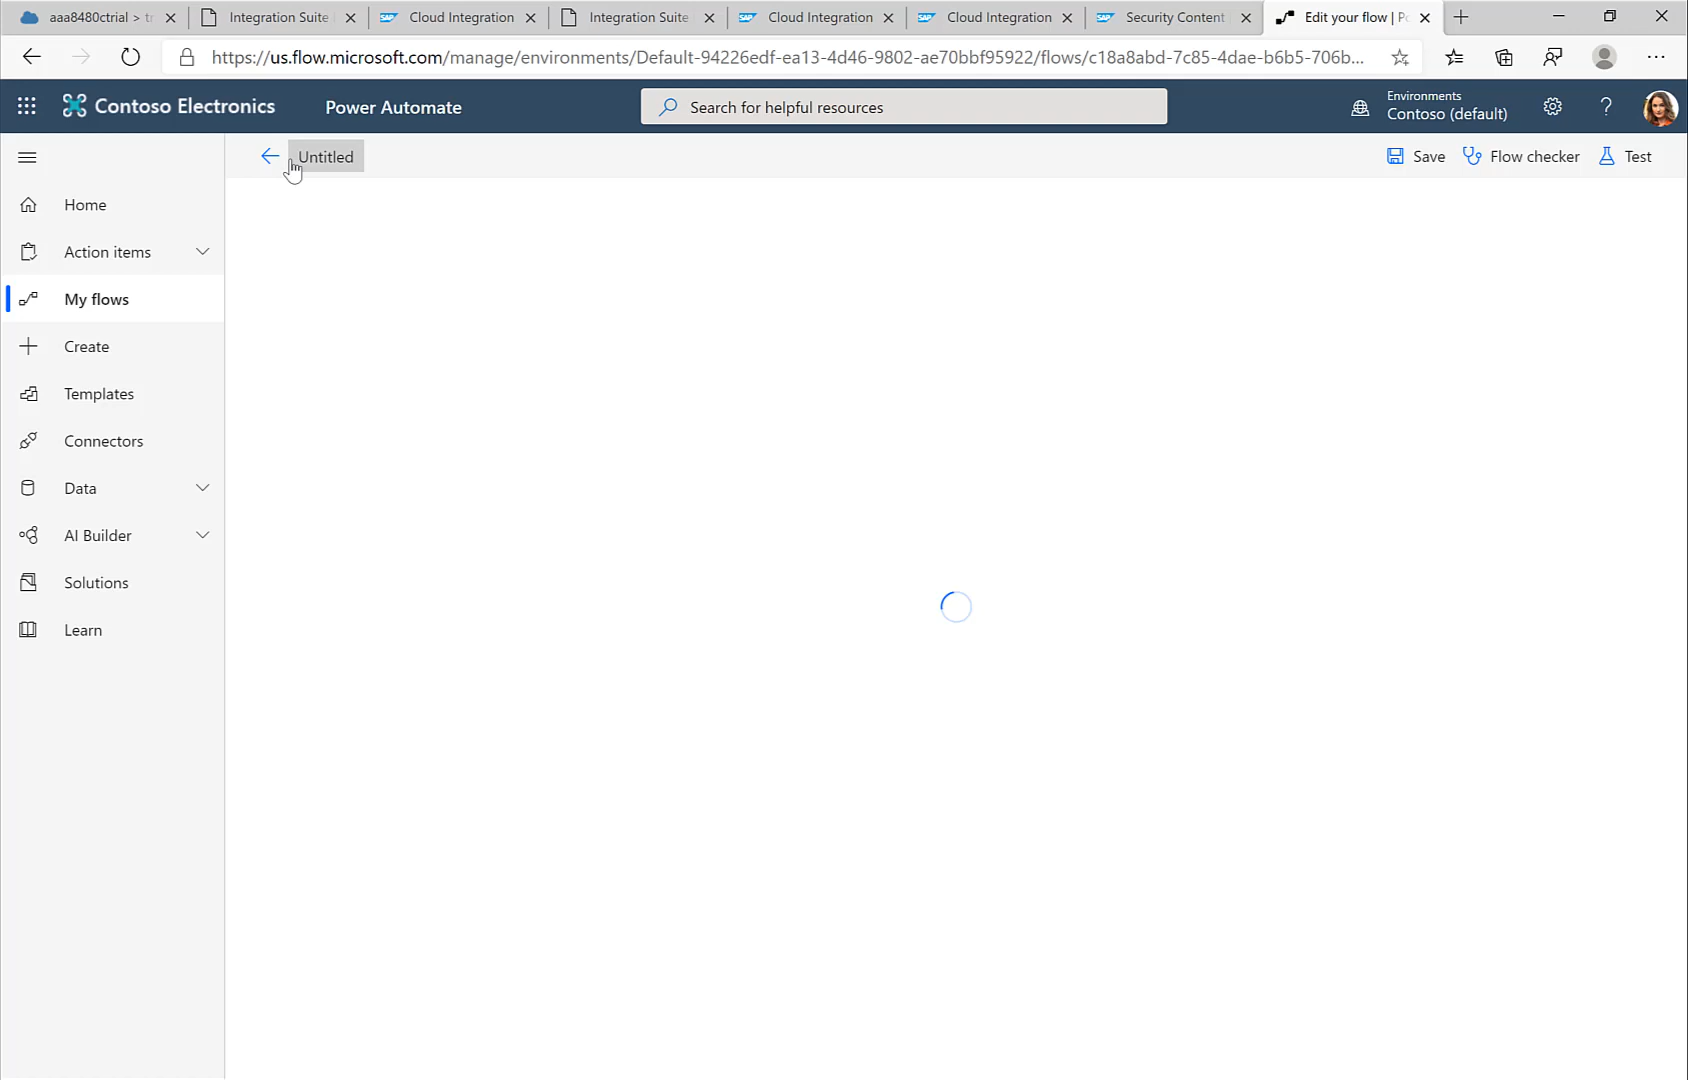 aaa8480ctrial > tr
Integration Suite
Cloud Integration
Integration Suite
Cloud Integration
Cloud Integration
Security Content
Edit your flow | Po
https://us.flow.microsoft.com/manage/environments/Default-94226edf-ea13-4d46-9802-ae70bbf95922/flows/c18a8abd-7c85-4dae-b6b5-706b...
Contoso Electronics
Power Automate
Search for helpful resources
Environments
Contoso (default)
Untitled
Save
Flow checker
Test
Home
Action items
My flows
Create
Templates
Connectors
Data
AI Builder
Solutions
Learn